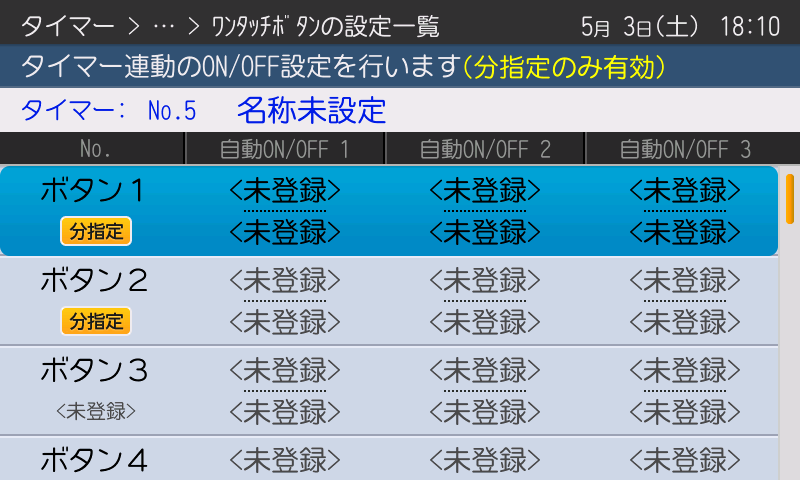 タイマー > … > ﾜﾝﾀｯﾁﾎﾞﾀﾝの設定一覧 5月 3日(土) 18:10
タイマー連動のON/OFF設定を行います(分指定のみ有効)
タイマー: No.5 名称未設定
No. 自動ON/OFF 1 自動ON/OFF 2 自動ON/OFF 3
ボタン1 <未登録> <未登録> <未登録>
分指定 <未登録> <未登録> <未登録>
ボタン2 <未登録> <未登録> <未登録>
分指定 <未登録> <未登録> <未登録>
ボタン3 <未登録> <未登録> <未登録>
<未登録> <未登録> <未登録> <未登録>
ボタン4 <未登録> <未登録> <未登録>